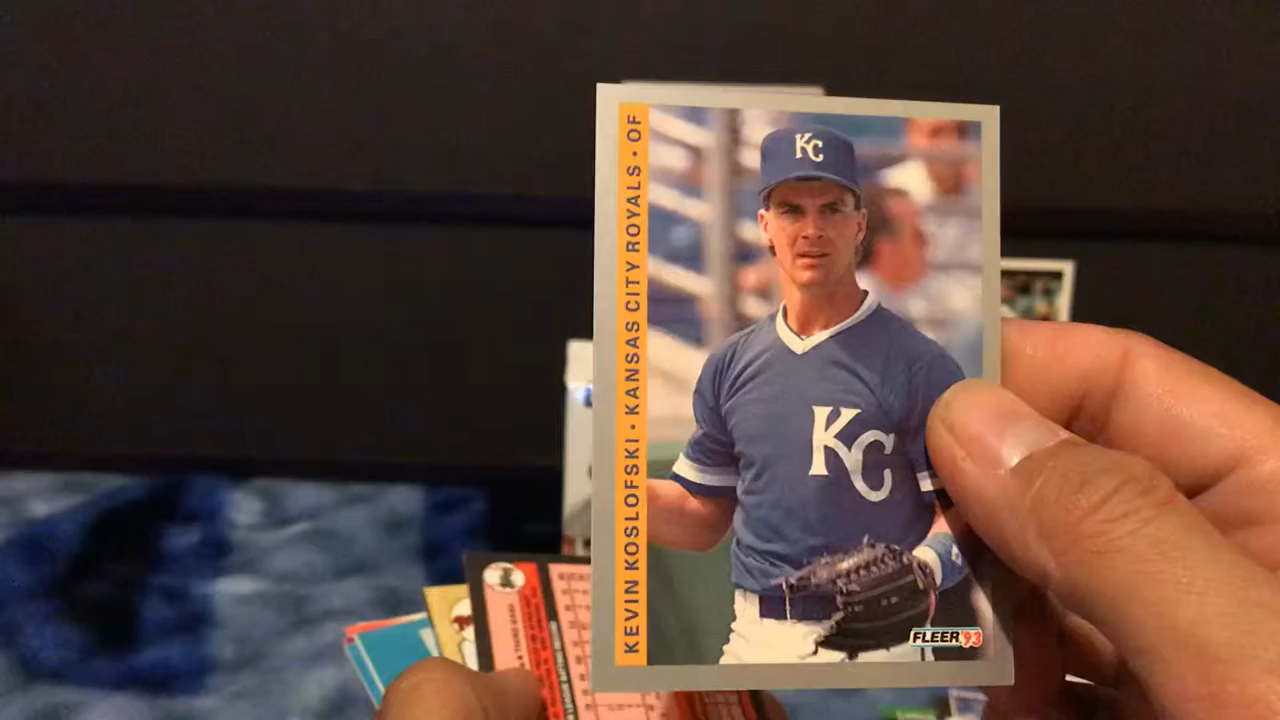 KEVIN KOSLOFSKI • KANSAS CITY ROYALS • OF
KC
KC
FLEER '93